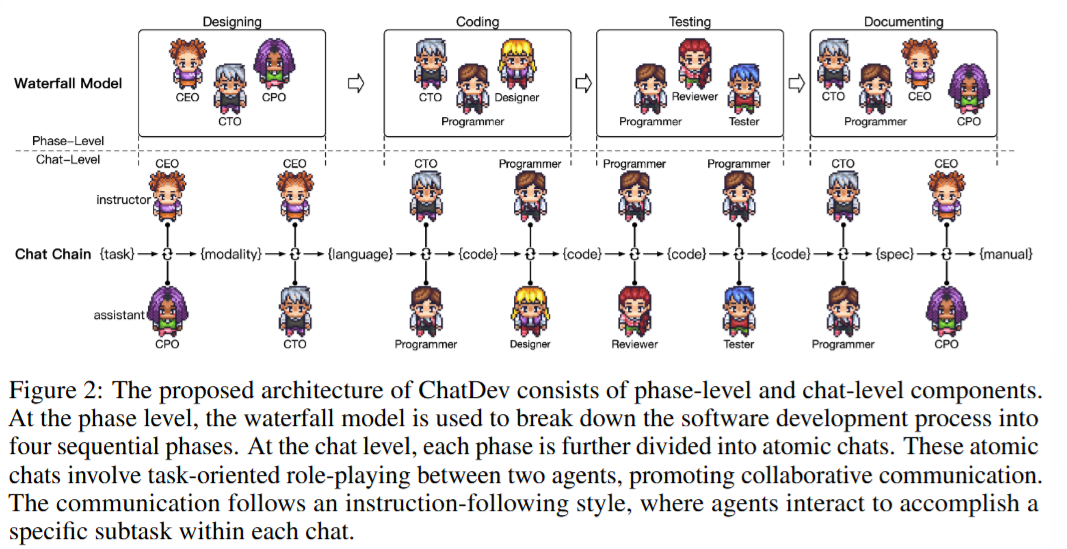 Designing Coding Testing Documenting
Waterfall Model
CEO CTO CPO
CTO Programmer Designer
Programmer Reviewer Tester
CTO Programmer CEO CPO
Phase-Level
Chat-Level
CEO CEO CTO Programmer Programmer Programmer CTO CEO
instructor
Chat Chain {task} {modality} {language} {code} {code} {code} {code} {spec} {manual}
assistant
CPO CTO Programmer Designer Reviewer Tester Programmer CPO
Figure 2: The proposed architecture of ChatDev consists of phase-level and chat-level components.
At the phase level, the waterfall model is used to break down the software development process into
four sequential phases. At the chat level, each phase is further divided into atomic chats. These atomic
chats involve task-oriented role-playing between two agents, promoting collaborative communication.
The communication follows an instruction-following style, where agents interact to accomplish a
specific subtask within each chat.